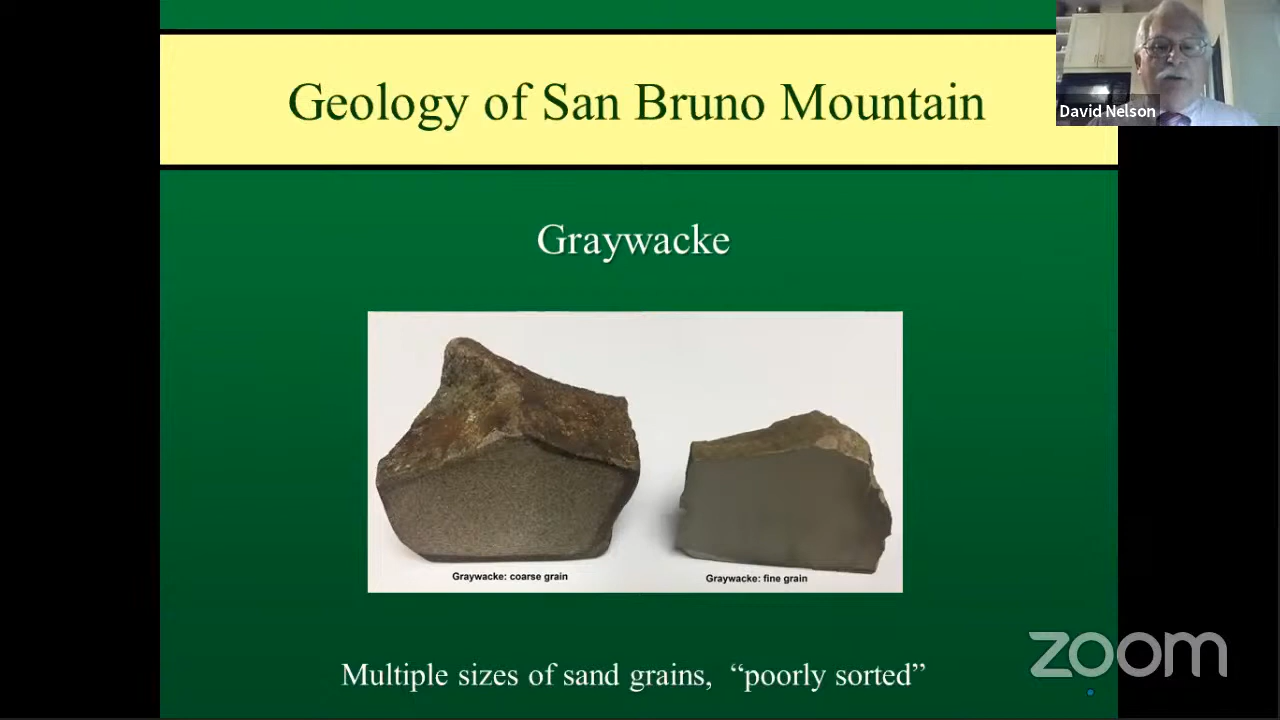 Geology of San Bruno Mountain
David Nelson
Graywacke
Graywacke: coarse grain
Graywacke: fine grain
Multiple sizes of sand grains, “poorly sorted”
zoom